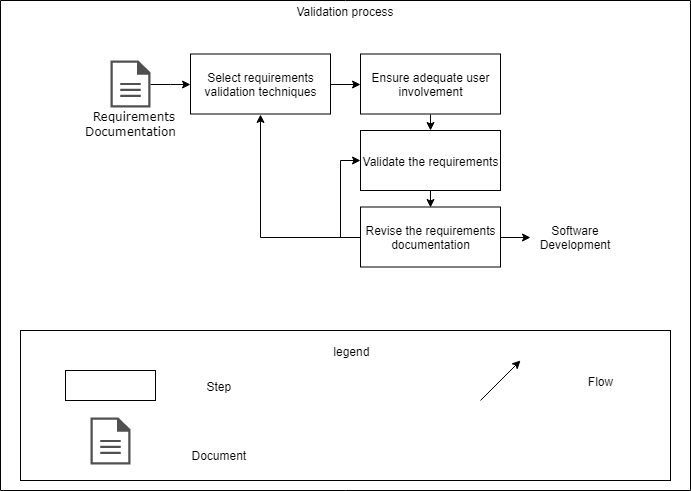 Validation process
Select requirements
validation techniques
Ensure adequate user
involvement
Requirements
Documentation
Validate the requirements
Revise the requirements
documentation
Software
Development
legend
Step
Flow
Document